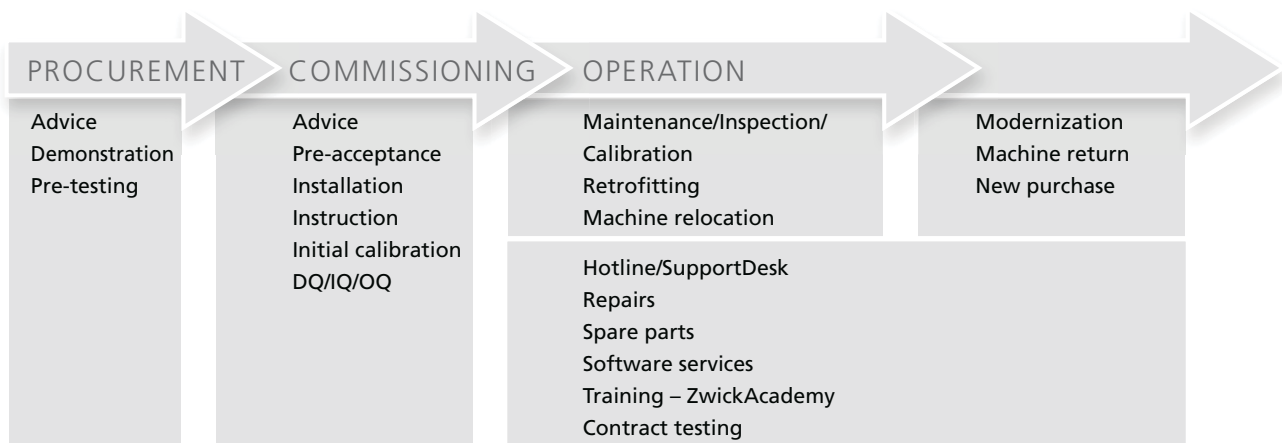 PROCUREMENT
COMMISSIONING
OPERATION
Advice
Demonstration
Pre-testing
Advice
Pre-acceptance
Installation
Instruction
Initial calibration
DQ/IQ/OQ
Maintenance/Inspection/
Calibration
Retrofitting
Machine relocation
Modernization
Machine return
New purchase
Hotline/SupportDesk
Repairs
Spare parts
Software services
Training – ZwickAcademy
Contract testing